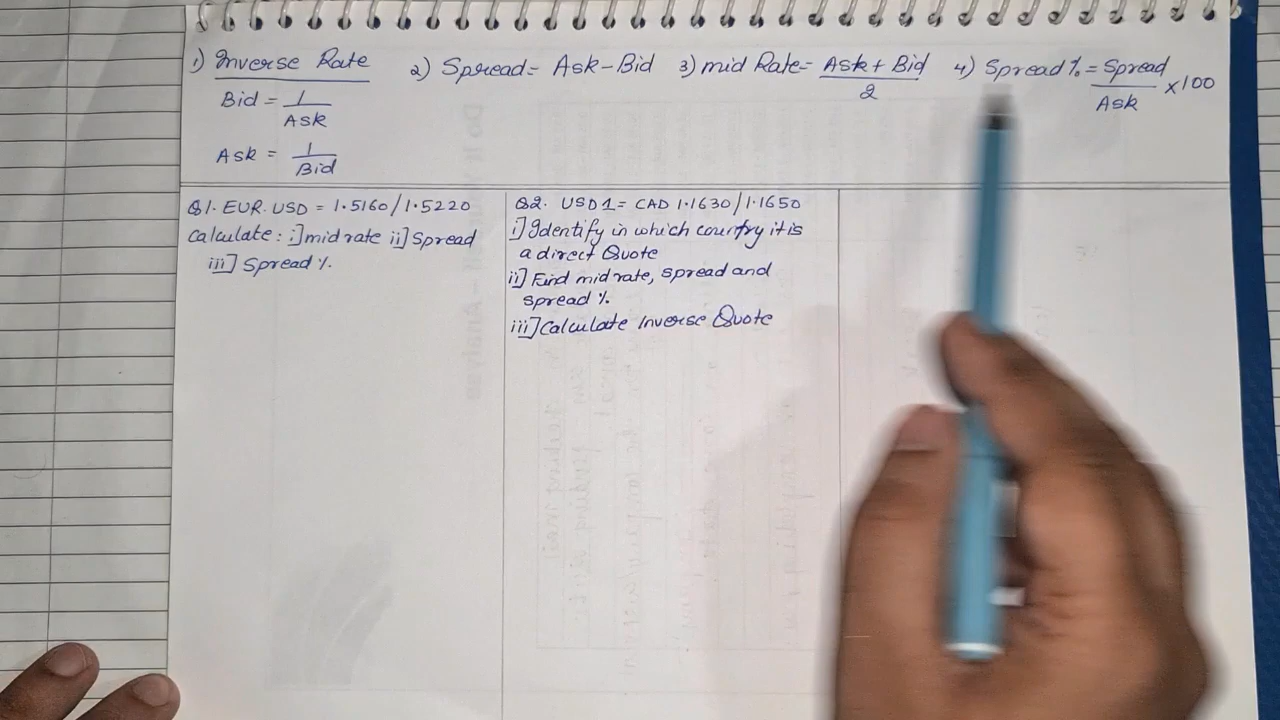 1) Inverse Rate
Bid = 1/Ask
Ask = 1/Bid
2) Spread = Ask - Bid
3) mid Rate = Ask + Bid / 2
4) Spread % = Spread / Ask x 100
Q1. EUR.USD = 1.5160/1.5220
calculate: i] mid rate ii] Spread
iii] Spread %.
Q2. USD 1 = CAD 1.1630/1.1650
i] Identify in which country it is
a direct Quote
ii] Find mid rate, spread and
spread %
iii] Calculate Inverse Quote